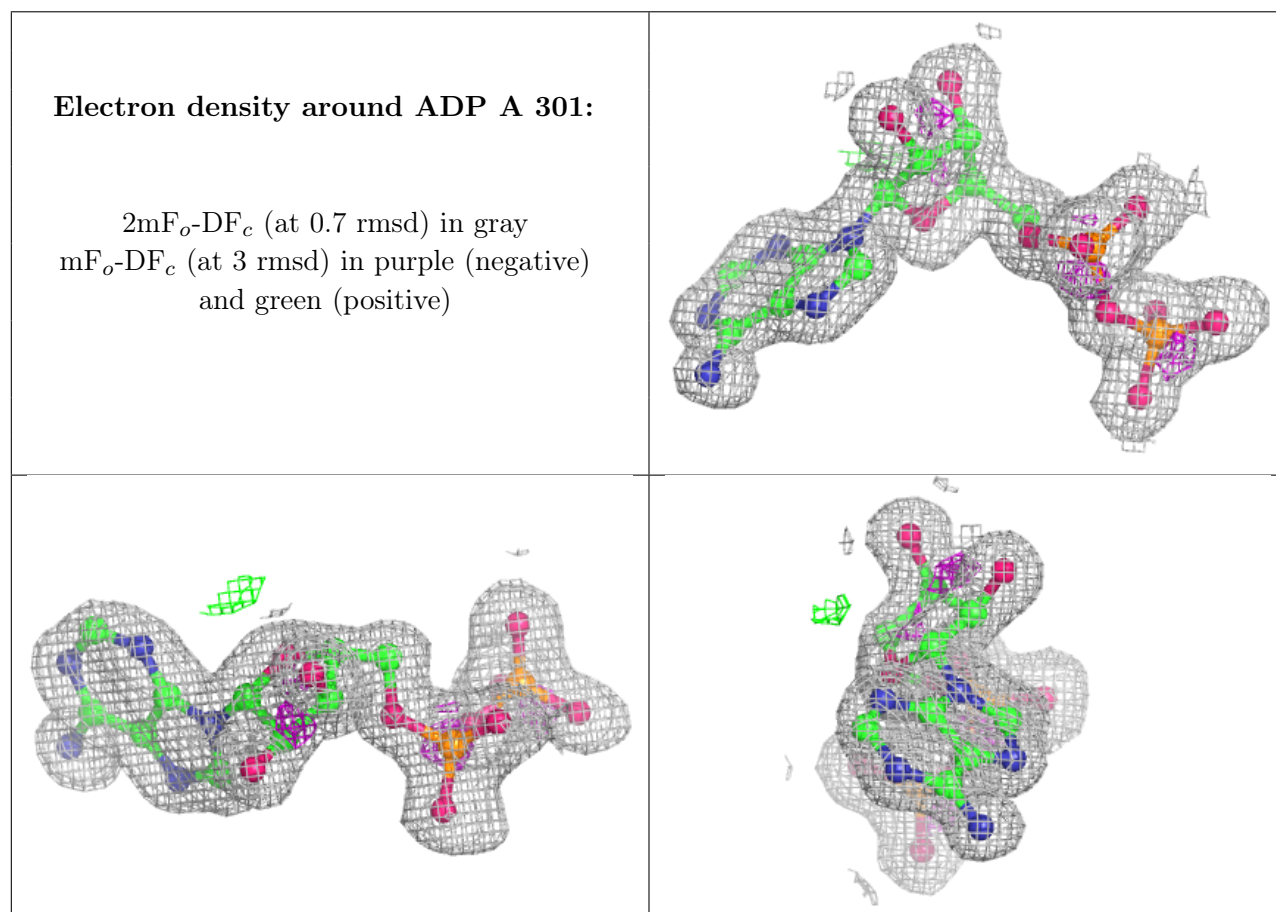 Electron density around ADP A 301:
2mFo-DFc (at 0.7 rmsd) in gray
mFo-DFc (at 3 rmsd) in purple (negative)
and green (positive)